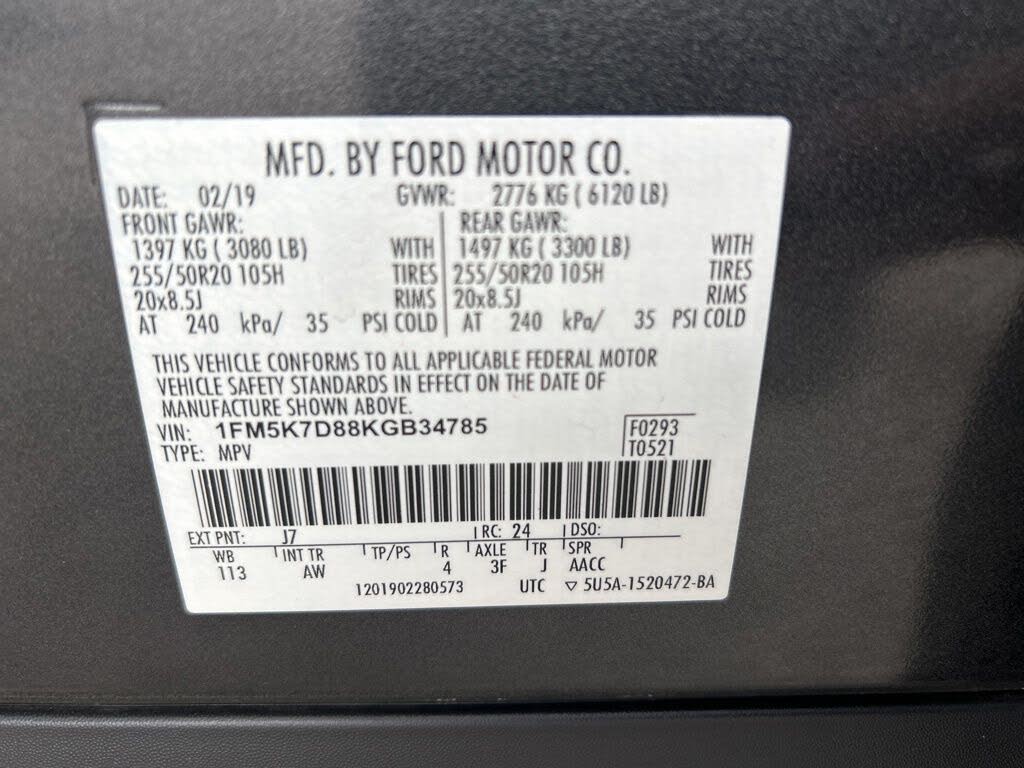 MFD. BY FORD MOTOR CO.
DATE: 02/19 GVWR: 2776 KG ( 6120 LB)
FRONT GAWR: REAR GAWR:
1397 KG ( 3080 LB) WITH 1497 KG ( 3300 LB) WITH
255/50R20 105H TIRES 255/50R20 105H TIRES
20x8.5J RIMS 20x8.5J RIMS
AT 240 kPa/ 35 PSI COLD AT 240 kPa/ 35 PSI COLD
THIS VEHICLE CONFORMS TO ALL APPLICABLE FEDERAL MOTOR
VEHICLE SAFETY STANDARDS IN EFFECT ON THE DATE OF
MANUFACTURE SHOWN ABOVE.
VIN: 1FM5K7D88KGB34785 F0293
TYPE: MPV T0521
EXT PNT: J7 RC: 24 DSO:
WB INT TR TP/PS R AXLE TR SPR
113 AW 4 3F J AACC
1201902280573 UTC ▽ 5U5A-1520472-BA